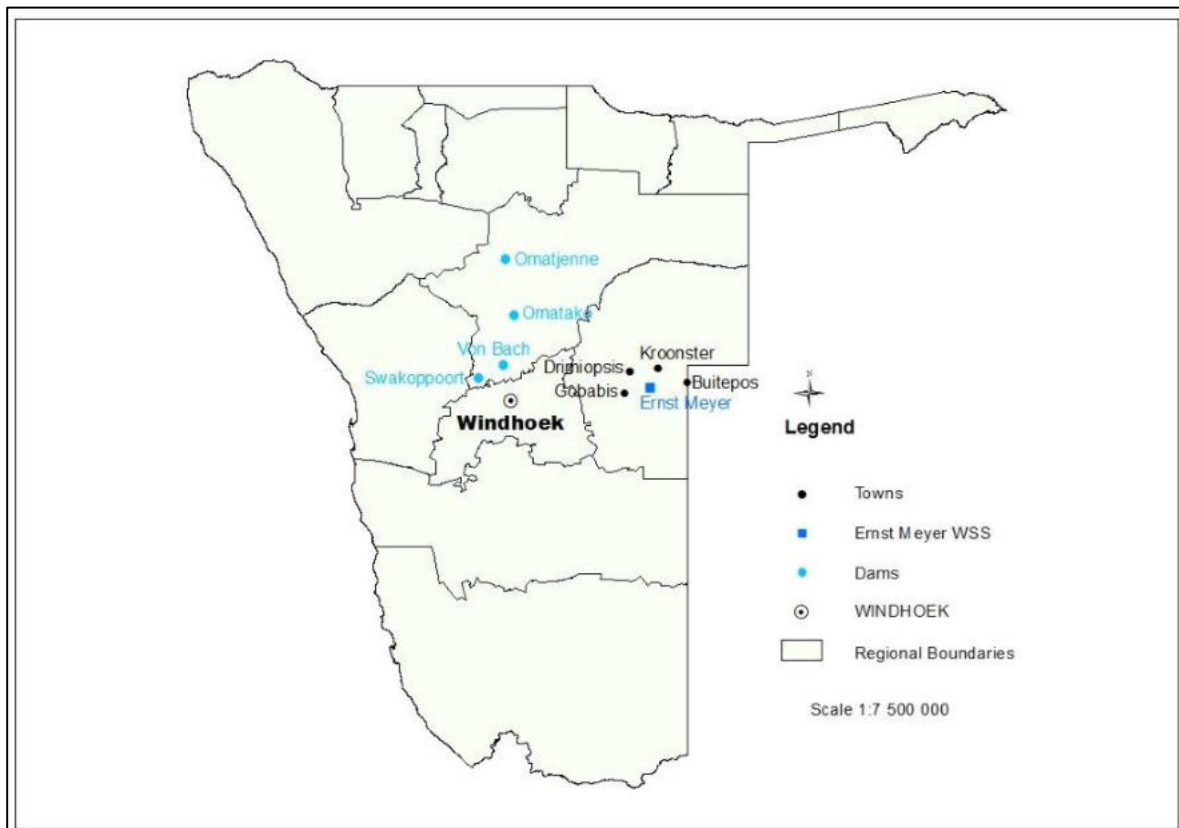 Omatjenne
Omatako
Von Bach
Swakoppoort
Kroonster
Drimiopsis
Buitepos
Gobabis
Ernst Meyer
Windhoek
N
Legend
Towns
Ernst Meyer WSS
Dams
WINDHOEK
Regional Boundaries
Scale 1:7 500 000